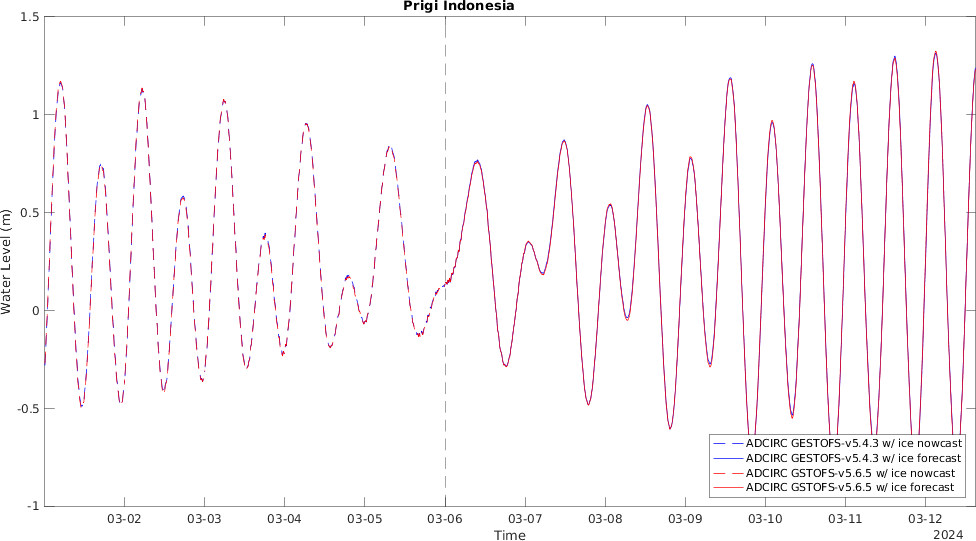 Prigi Indonesia
1.5
1
0.5
0
-0.5
-1
Water Level (m)
03-02
03-03
03-04
03-05
03-06
03-07
03-08
03-09
03-10
03-11
03-12
Time
2024
ADCIRC GESTOFS-v5.4.3 w/ ice nowcast
ADCIRC GESTOFS-v5.4.3 w/ ice forecast
ADCIRC GSTOFS-v5.6.5 w/ ice nowcast
ADCIRC GSTOFS-v5.6.5 w/ ice forecast